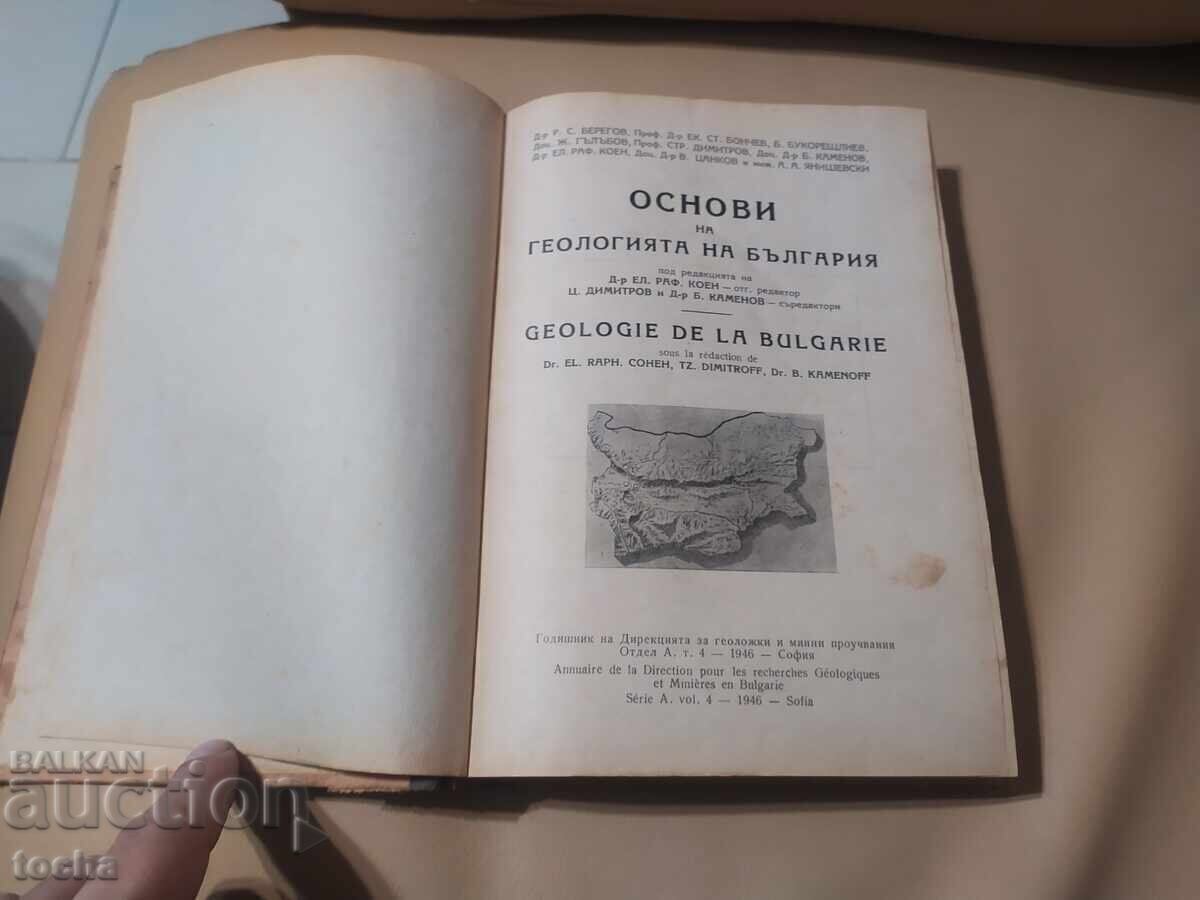 Д-р Р. С. БЕРЕГОВ, Проф. Д-р ЕК. СТ. БОНЧЕВ, Б. БУКОРЕЩЛИЕВ,
Доц. Ж. ГЪЛЪБОВ, Проф. СТР. ДИМИТРОВ, Доц. Д-р Б. КАМЕНОВ,
Д-р ЕЛ. РАФ. КОЕН, Доц. Д-р В. ЦАНКОВ и инж. А. А. ЯНИШЕВСКИ
ОСНОВИ
НА
ГЕОЛОГИЯТА НА БЪЛГАРИЯ
под редакцията на
Д-р ЕЛ. РАФ. КОЕН — отг. редактор
Ц. ДИМИТРОВ и Д-р Б. КАМЕНОВ — съредактори
GEOLOGIE DE LA BULGARIE
sous la rédaction de
Dr. EL. RAPH. COHEH, TZ. DIMITROFF, Dr. B. KAMENOFF
Годишник на Дирекцията за геоложки и минни проучвания
Отдел А. т. 4 — 1946 — София
Annuaire de la Direction pour les recherches Géologiques
et Minières en Bulgarie
Série A. vol. 4 — 1946 — Sofia
BALKAN
auction
tocha